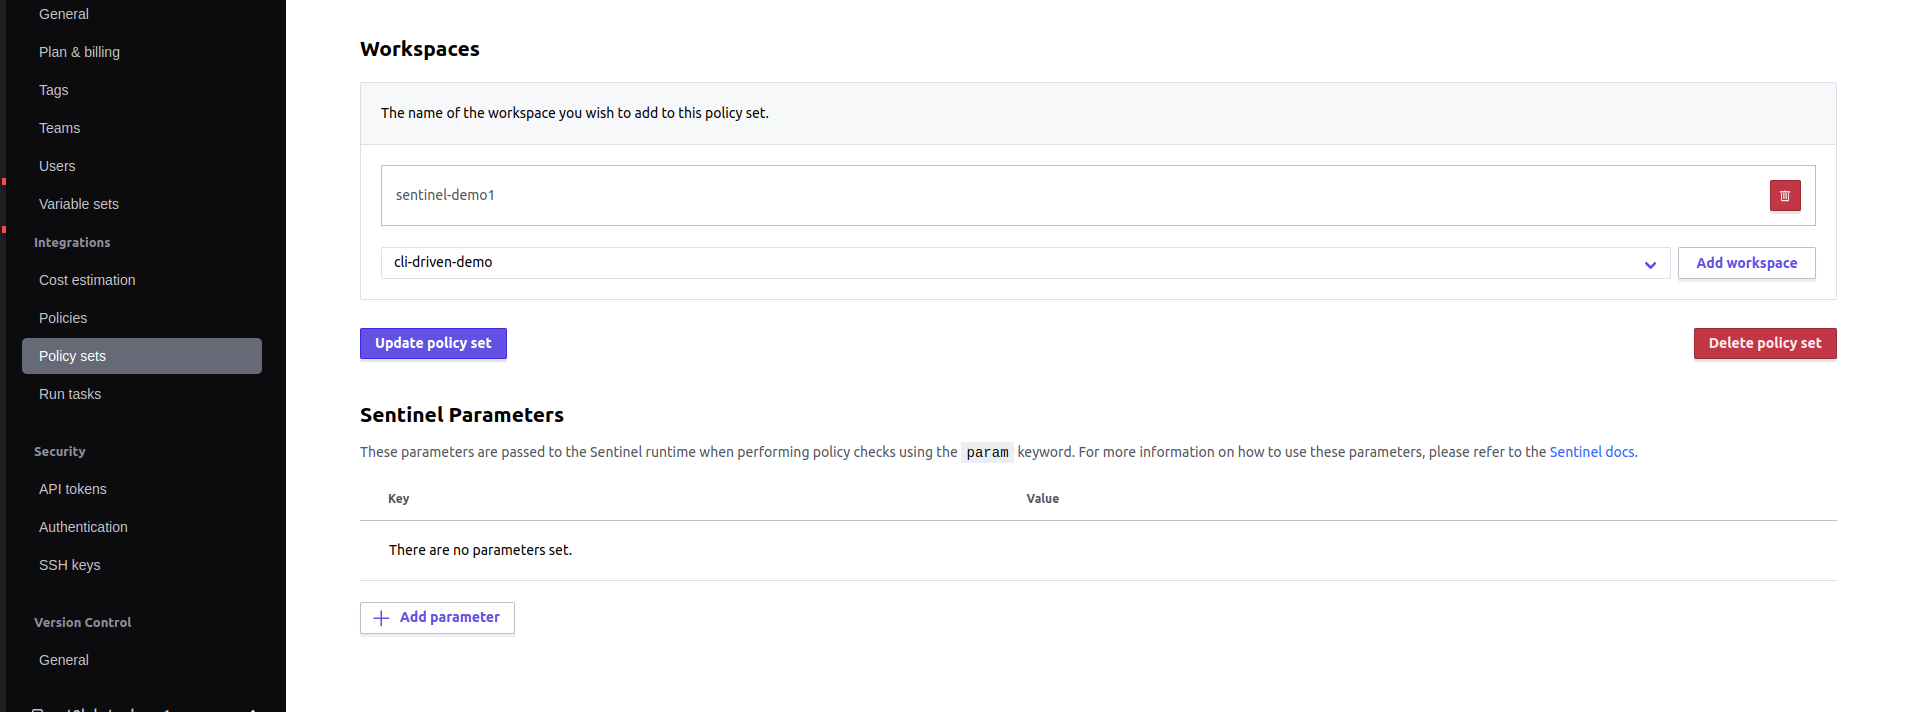 General
Plan & billing
Tags
Teams
Users
Variable sets
Integrations
Cost estimation
Policies
Policy sets
Run tasks
Security
API tokens
Authentication
SSH keys
Version Control
General
Workspaces
The name of the workspace you wish to add to this policy set.
sentinel-demo1
cli-driven-demo
Add workspace
Update policy set
Delete policy set
Sentinel Parameters
These parameters are passed to the Sentinel runtime when performing policy checks using the param keyword. For more information on how to use these parameters, please refer to the Sentinel docs.
Key Value
There are no parameters set.
Add parameter